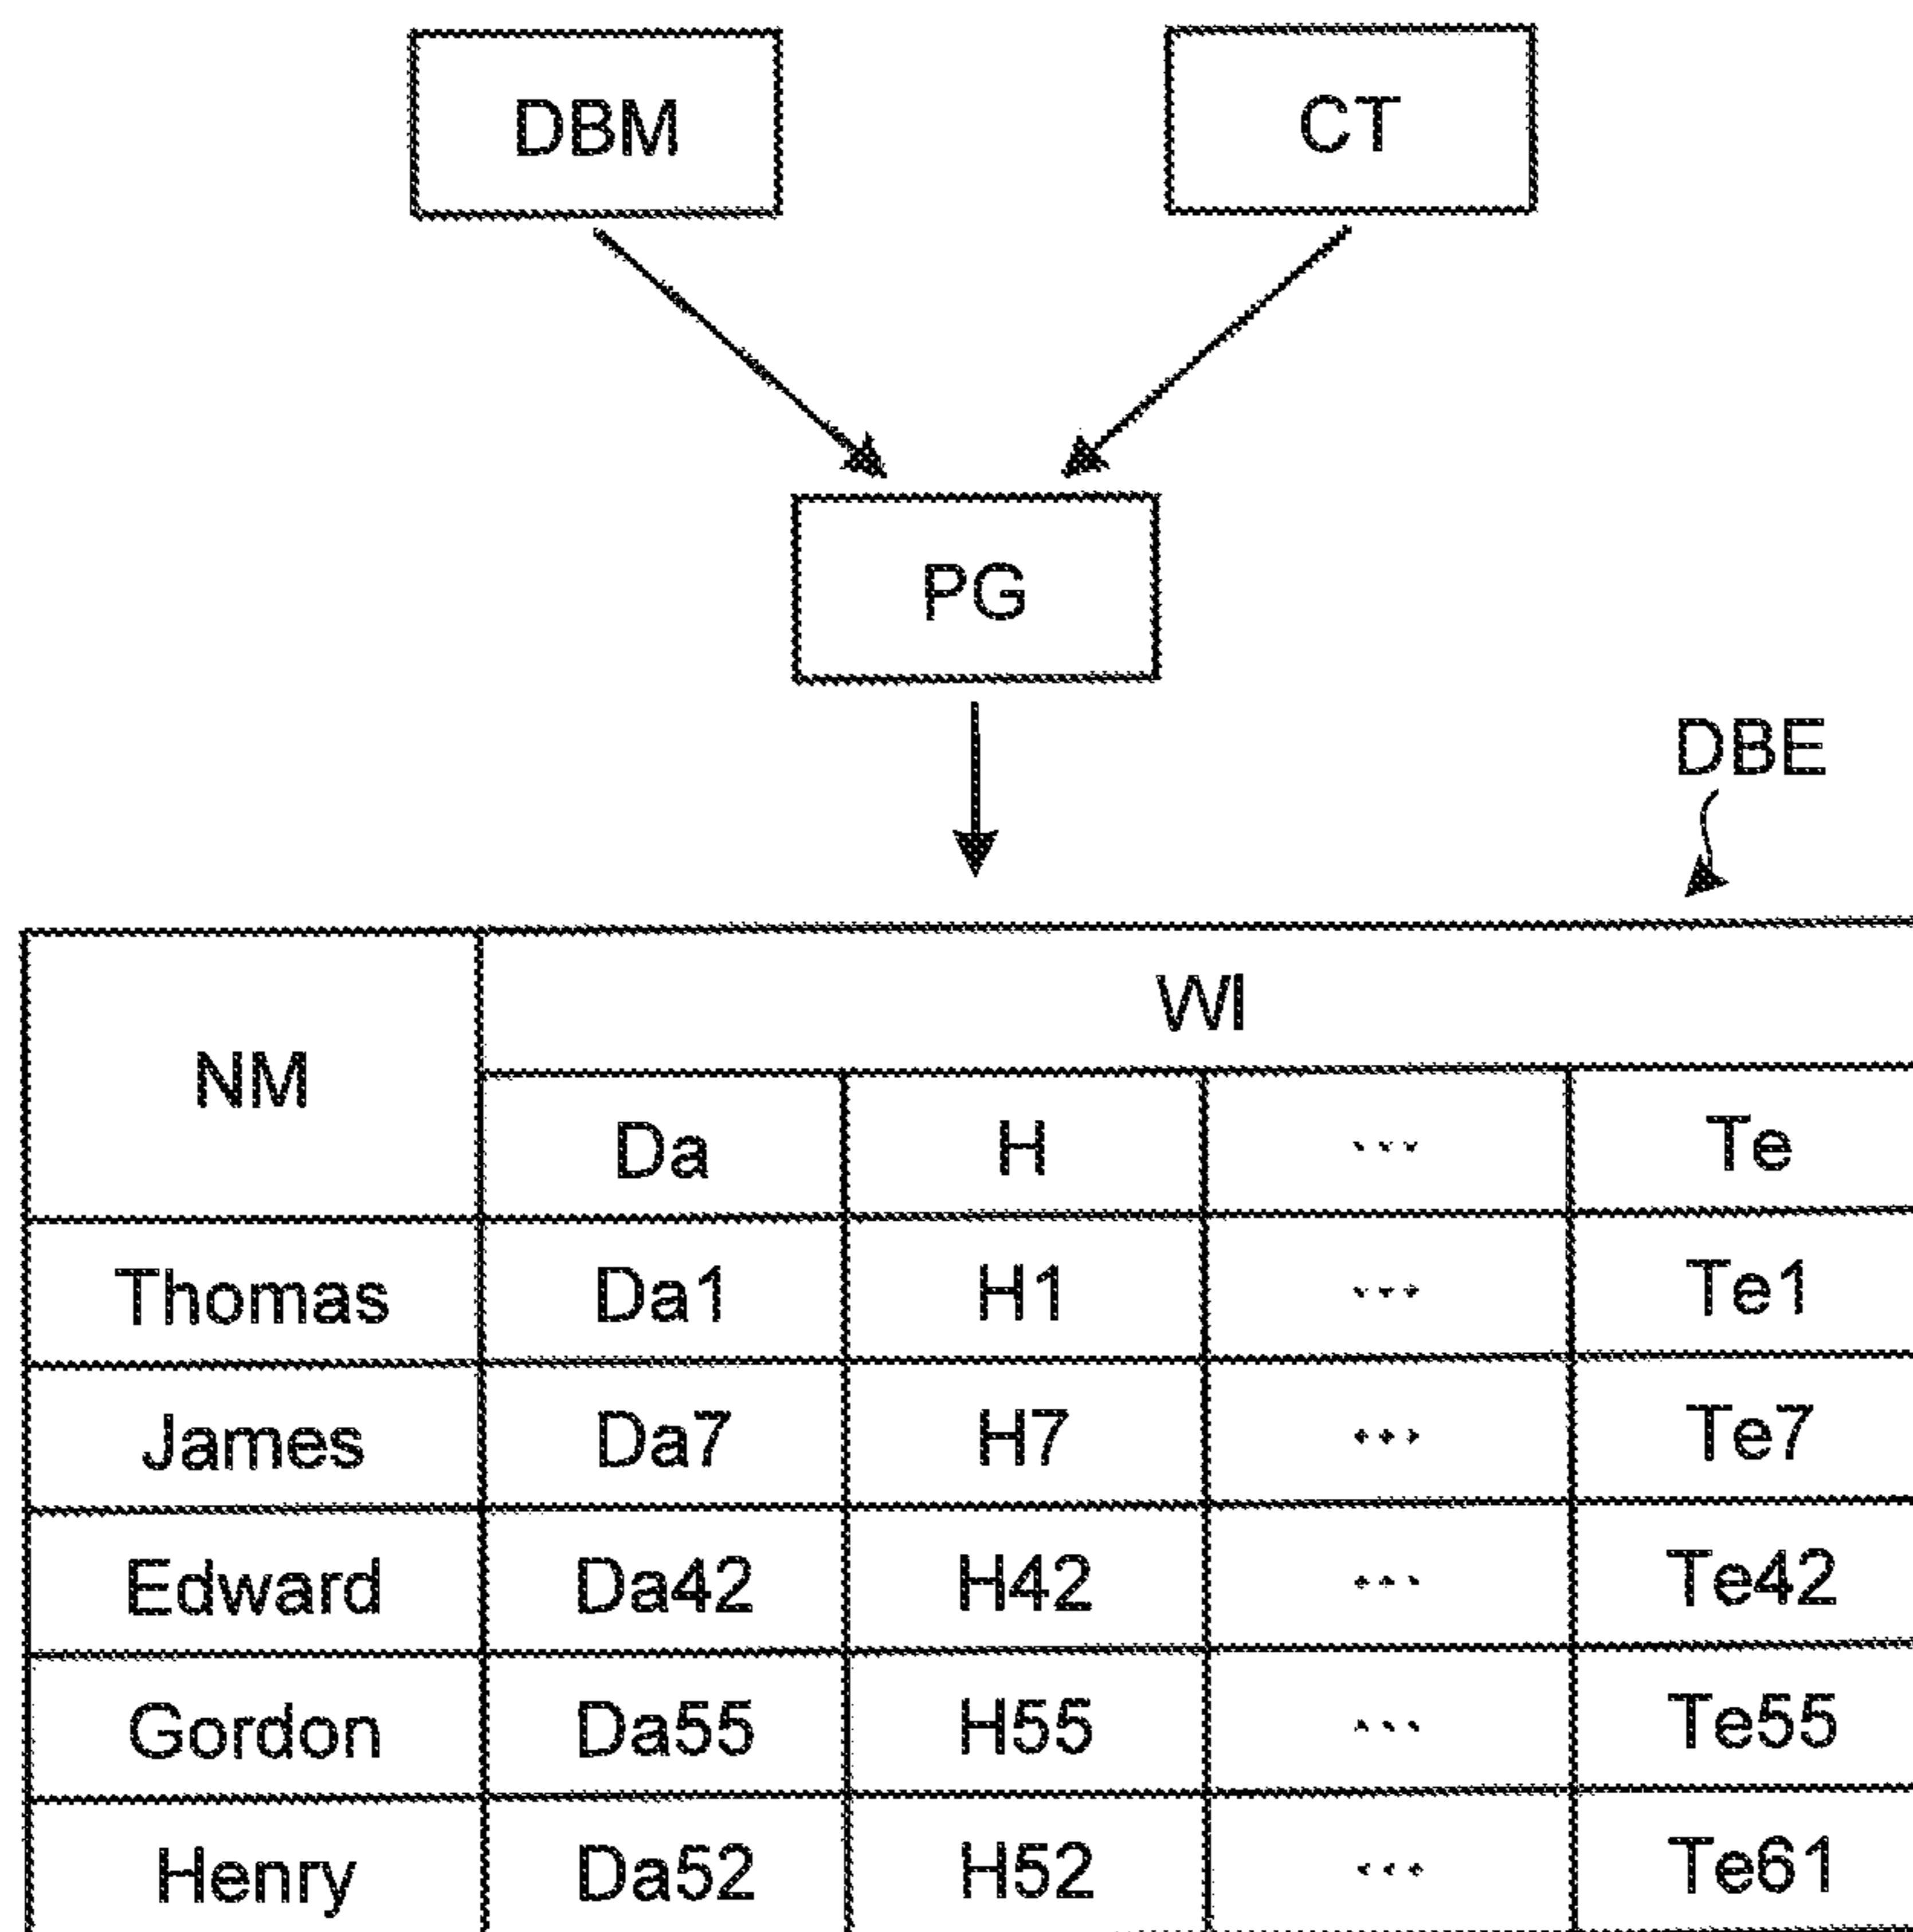 DBM CT
PG
DBE
WI
NM
Da H ... Te
Thomas Da1 H1 ... Te1
James Da7 H7 ... Te7
Edward Da42 H42 ... Te42
Gordon Da55 H55 ... Te55
Henry Da52 H52 ... Te61